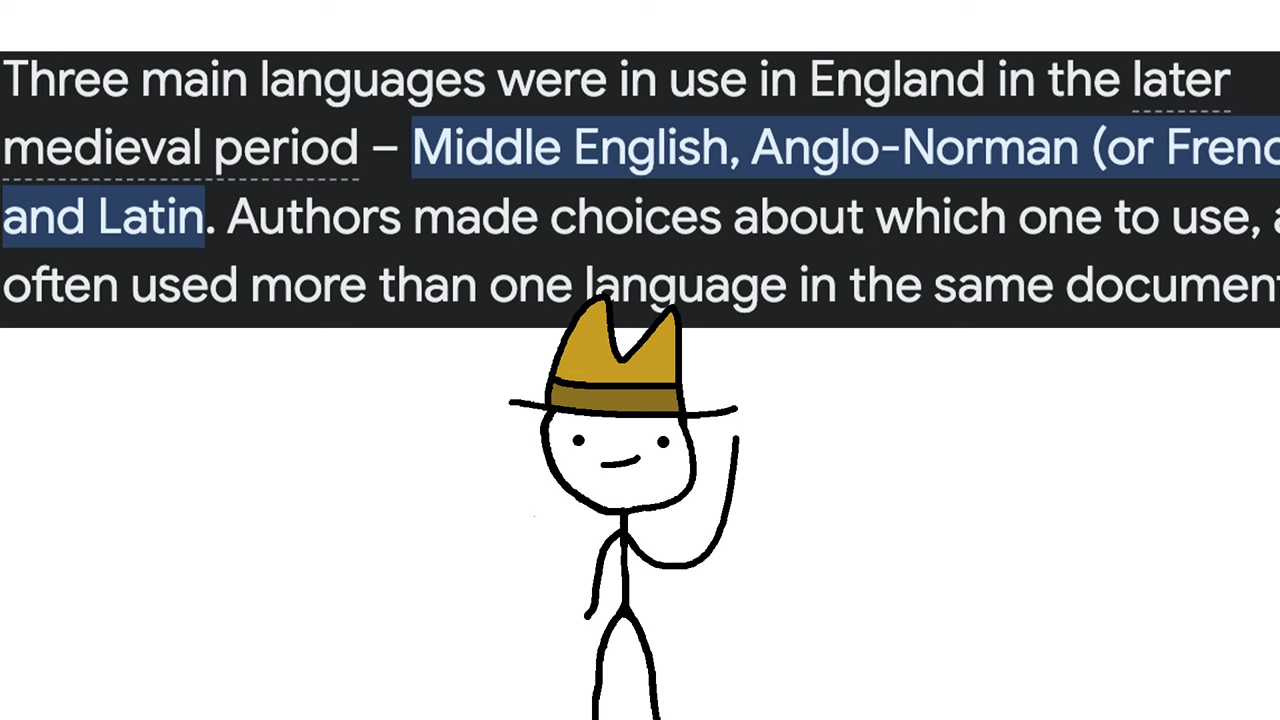 Three main languages were in use in England in the later
medieval period – Middle English, Anglo-Norman (or Frenc
and Latin. Authors made choices about which one to use, a
often used more than one language in the same document